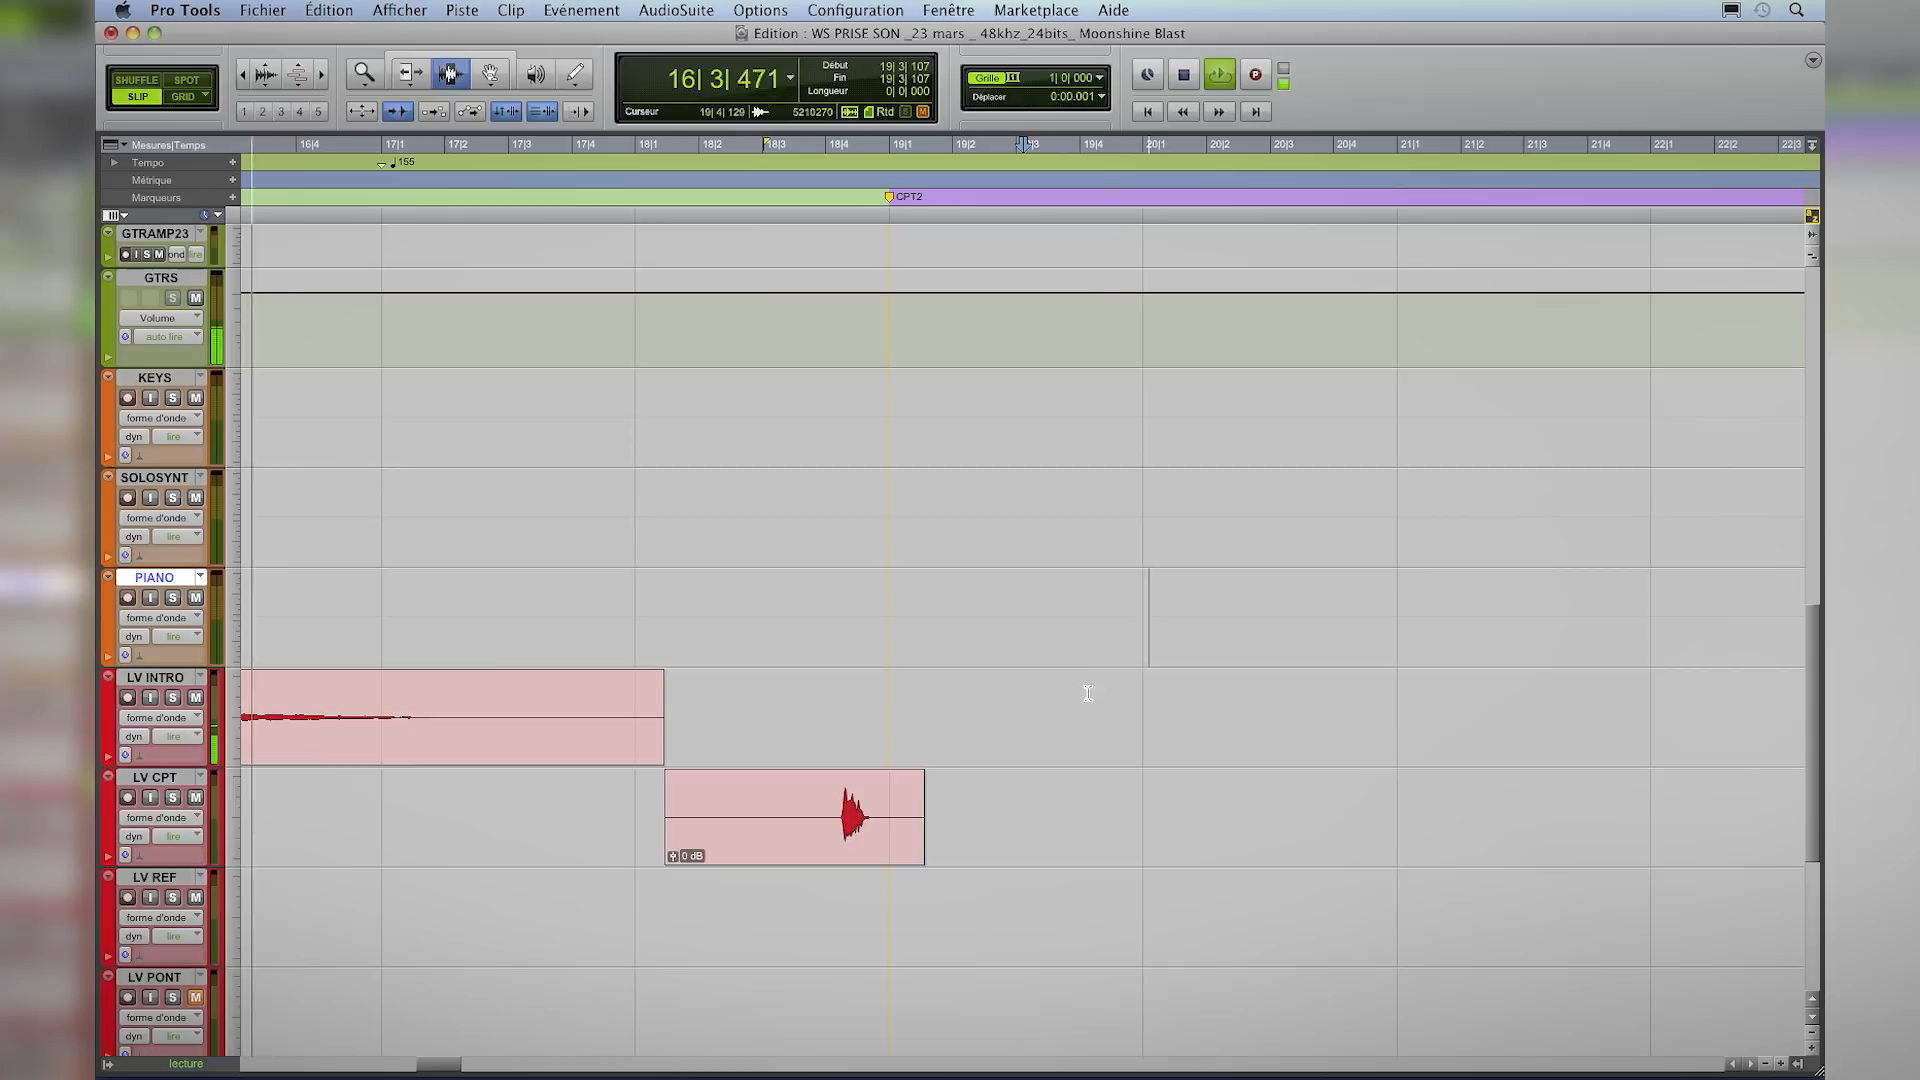 Pro Tools Fichier Édition Afficher Piste Clip Evénement AudioSuite Options Configuration Fenêtre Marketplace Aide
Edition : WS PRISE SON _23 mars _ 48khz_24bits_ Moonshine Blast
SHUFFLE SPOT
SLIP GRID
1 2 3 4 5
16| 3| 471
Début 19| 3| 107
Fin 19| 3| 107
Longueur 0| 0| 000
Curseur 19| 4| 129 5210270 Rtd S M
Grille 1| 0| 000
Déplacer 0:00.001
Mesures|Temps 16|4 17|1 17|2 17|3 17|4 18|1 18|2 18|3 18|4 19|1 19|2 |3 19|4 20|1 20|2 20|3 20|4 21|1 21|2 21|3 21|4 22|1 22|2 22|3
Tempo 155
Métrique
Marqueurs CPT2
GTRAMP23
I S M ond lire
GTRS
S M
Volume
auto lire
KEYS
I S M
forme d'onde
dyn lire
SOLOSYNT
I S M
forme d'onde
dyn lire
PIANO
I S M
forme d'onde
dyn lire
LV INTRO
I S M
forme d'onde
dyn lire
LV CPT
I S M
forme d'onde
dyn lire
0 dB
LV REF
I S M
forme d'onde
dyn lire
LV PONT
I S M
forme d'onde
dyn lire
lecture